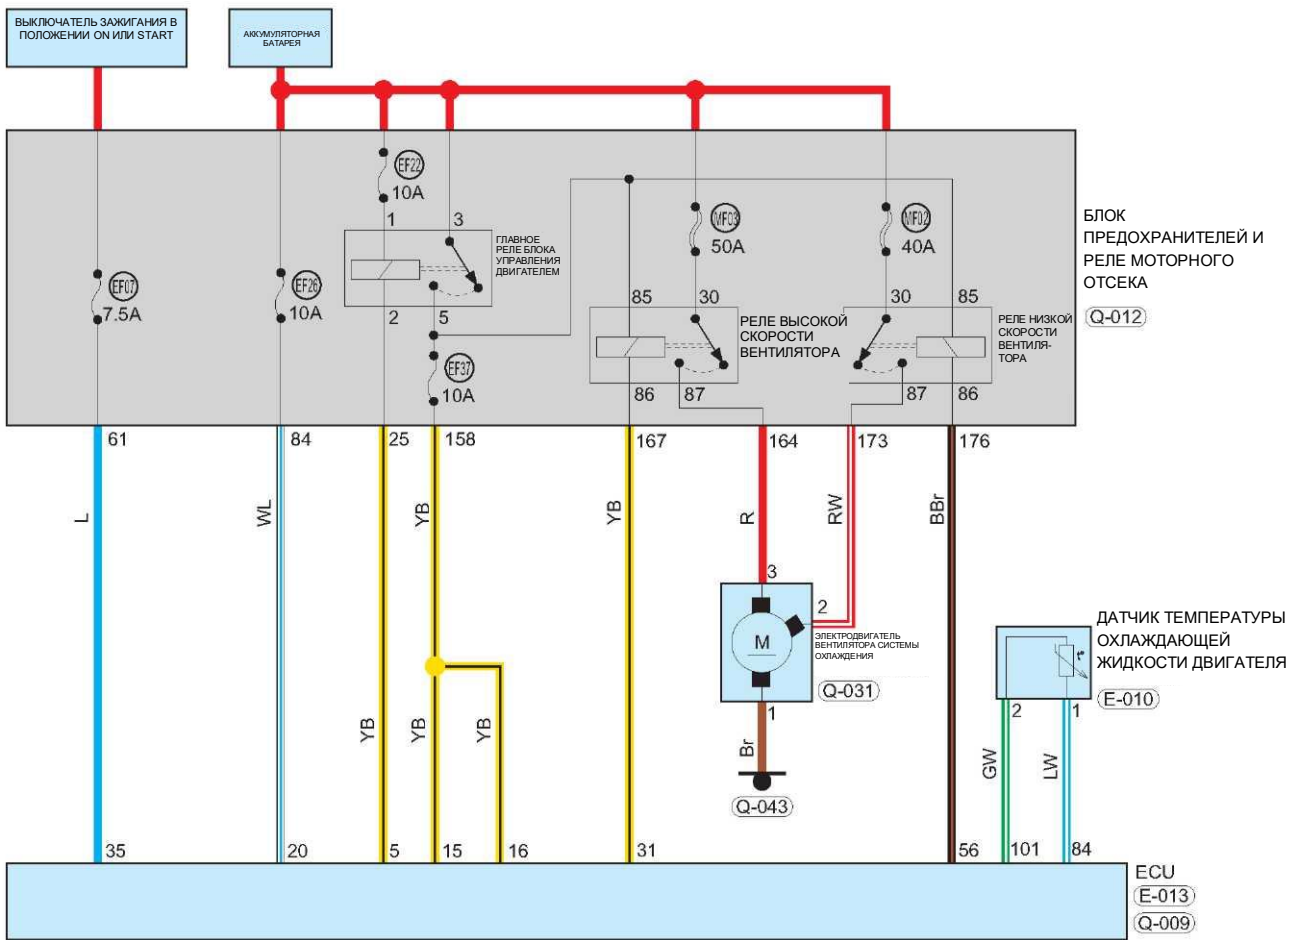 ВЫКЛЮЧАТЕЛЬ ЗАЖИГАНИЯ В
ПОЛОЖЕНИИ ON ИЛИ START
АККУМУЛЯТОРНАЯ
БАТАРЕЯ
EF22
10A
1
3
ГЛАВНОЕ
РЕЛЕ БЛОКА
УПРАВЛЕНИЯ
ДВИГАТЕЛЕМ
2
5
EF07
7.5A
EF26
10A
EF37
10A
MF03
50A
MF02
40A
85
30
РЕЛЕ ВЫСОКОЙ
СКОРОСТИ
ВЕНТИЛЯТОРА
86
87
30
85
РЕЛЕ НИЗКОЙ
СКОРОСТИ
ВЕНТИЛЯ-
ТОРА
87
86
БЛОК
ПРЕДОХРАНИТЕЛЕЙ И
РЕЛЕ МОТОРНОГО
ОТСЕКА
Q-012
61
84
25
158
167
164
173
176
L
WL
YB
YB
R
RW
BBr
3
2
M
ЭЛЕКТРОДВИГАТЕЛЬ
ВЕНТИЛЯТОРА СИСТЕМЫ
ОХЛАЖДЕНИЯ
Q-031
1
Br
Q-043
ДАТЧИК ТЕМПЕРАТУРЫ
ОХЛАЖДАЮЩЕЙ
ЖИДКОСТИ ДВИГАТЕЛЯ
E-010
t°
2
1
YB
YB
YB
GW
LW
35
20
5
15
16
31
56
101
84
ECU
E-013
Q-009